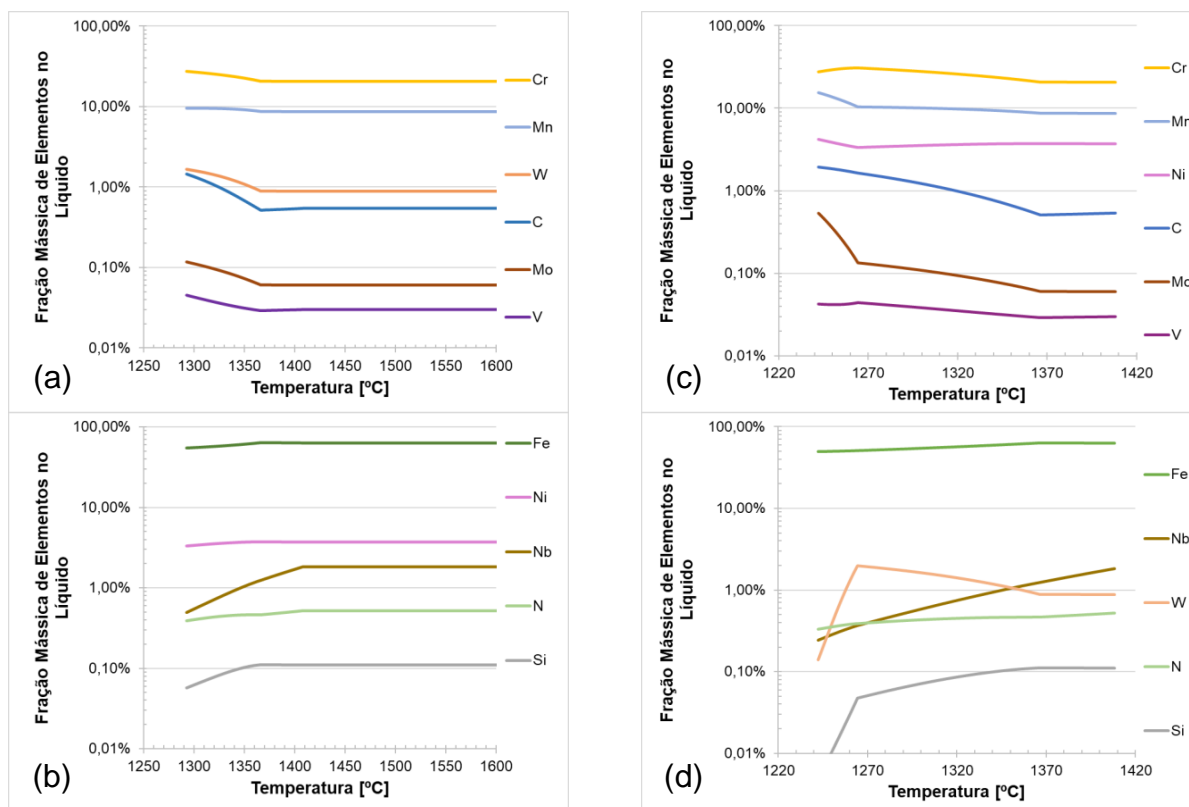 Fração Mássica de Elementos no
Líquido
100,00%
10,00%
1,00%
0,10%
0,01%
1250 1300 1350 1400 1450 1500 1550 1600
Temperatura [ºC]
Cr
Mn
W
C
Mo
V
(a)
Fração Mássica de Elementos no
Líquido
100,00%
10,00%
1,00%
0,10%
0,01%
1250 1300 1350 1400 1450 1500 1550 1600
Temperatura [ºC]
Fe
Ni
Nb
N
Si
(b)
Fração Mássica de Elementos no
Líquido
100,00%
10,00%
1,00%
0,10%
0,01%
1220 1270 1320 1370 1420
Temperatura [ºC]
Cr
Mn
Ni
C
Mo
V
(c)
Fração Mássica de Elementos no
Líquido
100,00%
10,00%
1,00%
0,10%
0,01%
1220 1270 1320 1370 1420
Temperatura [ºC]
Fe
Nb
W
N
Si
(d)